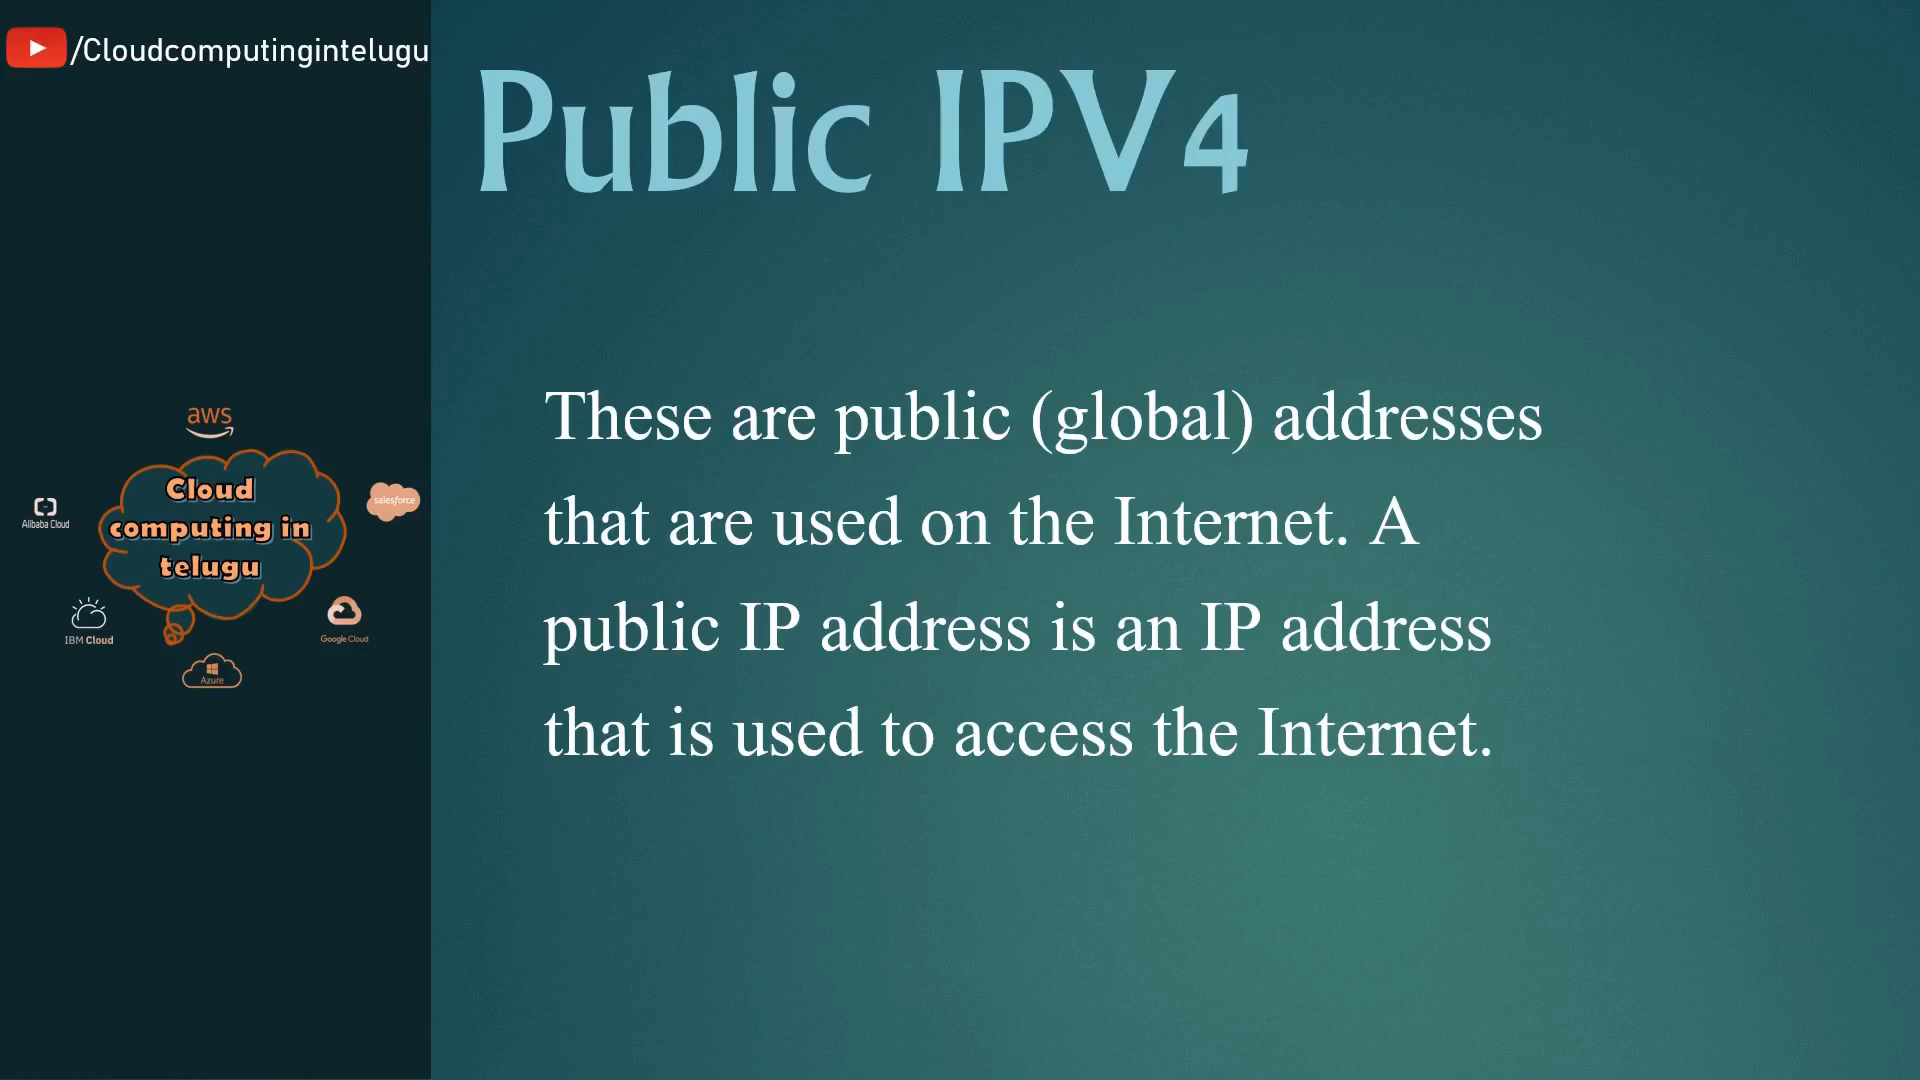 /Cloudcomputingintelugu
Public IPV4
These are public (global) addresses
that are used on the Internet. A
public IP address is an IP address
that is used to access the Internet.
aws
Cloud
computing in
telugu
Alibaba Cloud
salesforce
IBM Cloud
Google Cloud
Azure